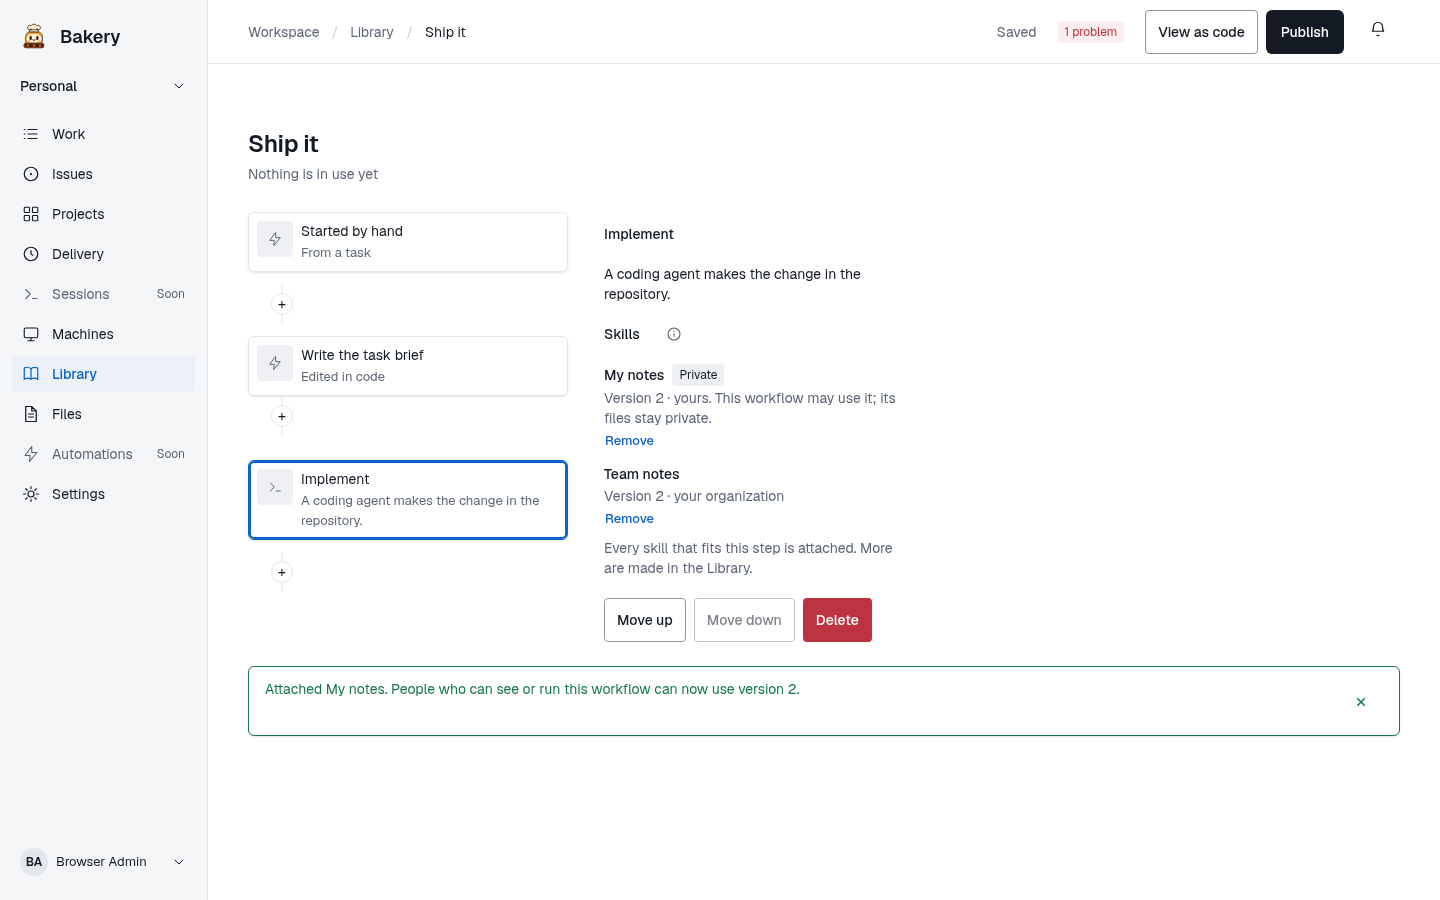 Bakery
Personal
Work
Issues
Projects
Delivery
Sessions Soon
Machines
Library
Files
Automations Soon
Settings
BA Browser Admin
Workspace / Library / Ship it
Saved
1 problem
View as code
Publish
Ship it
Nothing is in use yet
Started by hand
From a task
+
Write the task brief
Edited in code
+
Implement
A coding agent makes the change in the
repository.
+
Implement
A coding agent makes the change in the
repository.
Skills
My notes Private
Version 2 · yours. This workflow may use it; its
files stay private.
Remove
Team notes
Version 2 · your organization
Remove
Every skill that fits this step is attached. More
are made in the Library.
Move up
Move down
Delete
Attached My notes. People who can see or run this workflow can now use version 2.